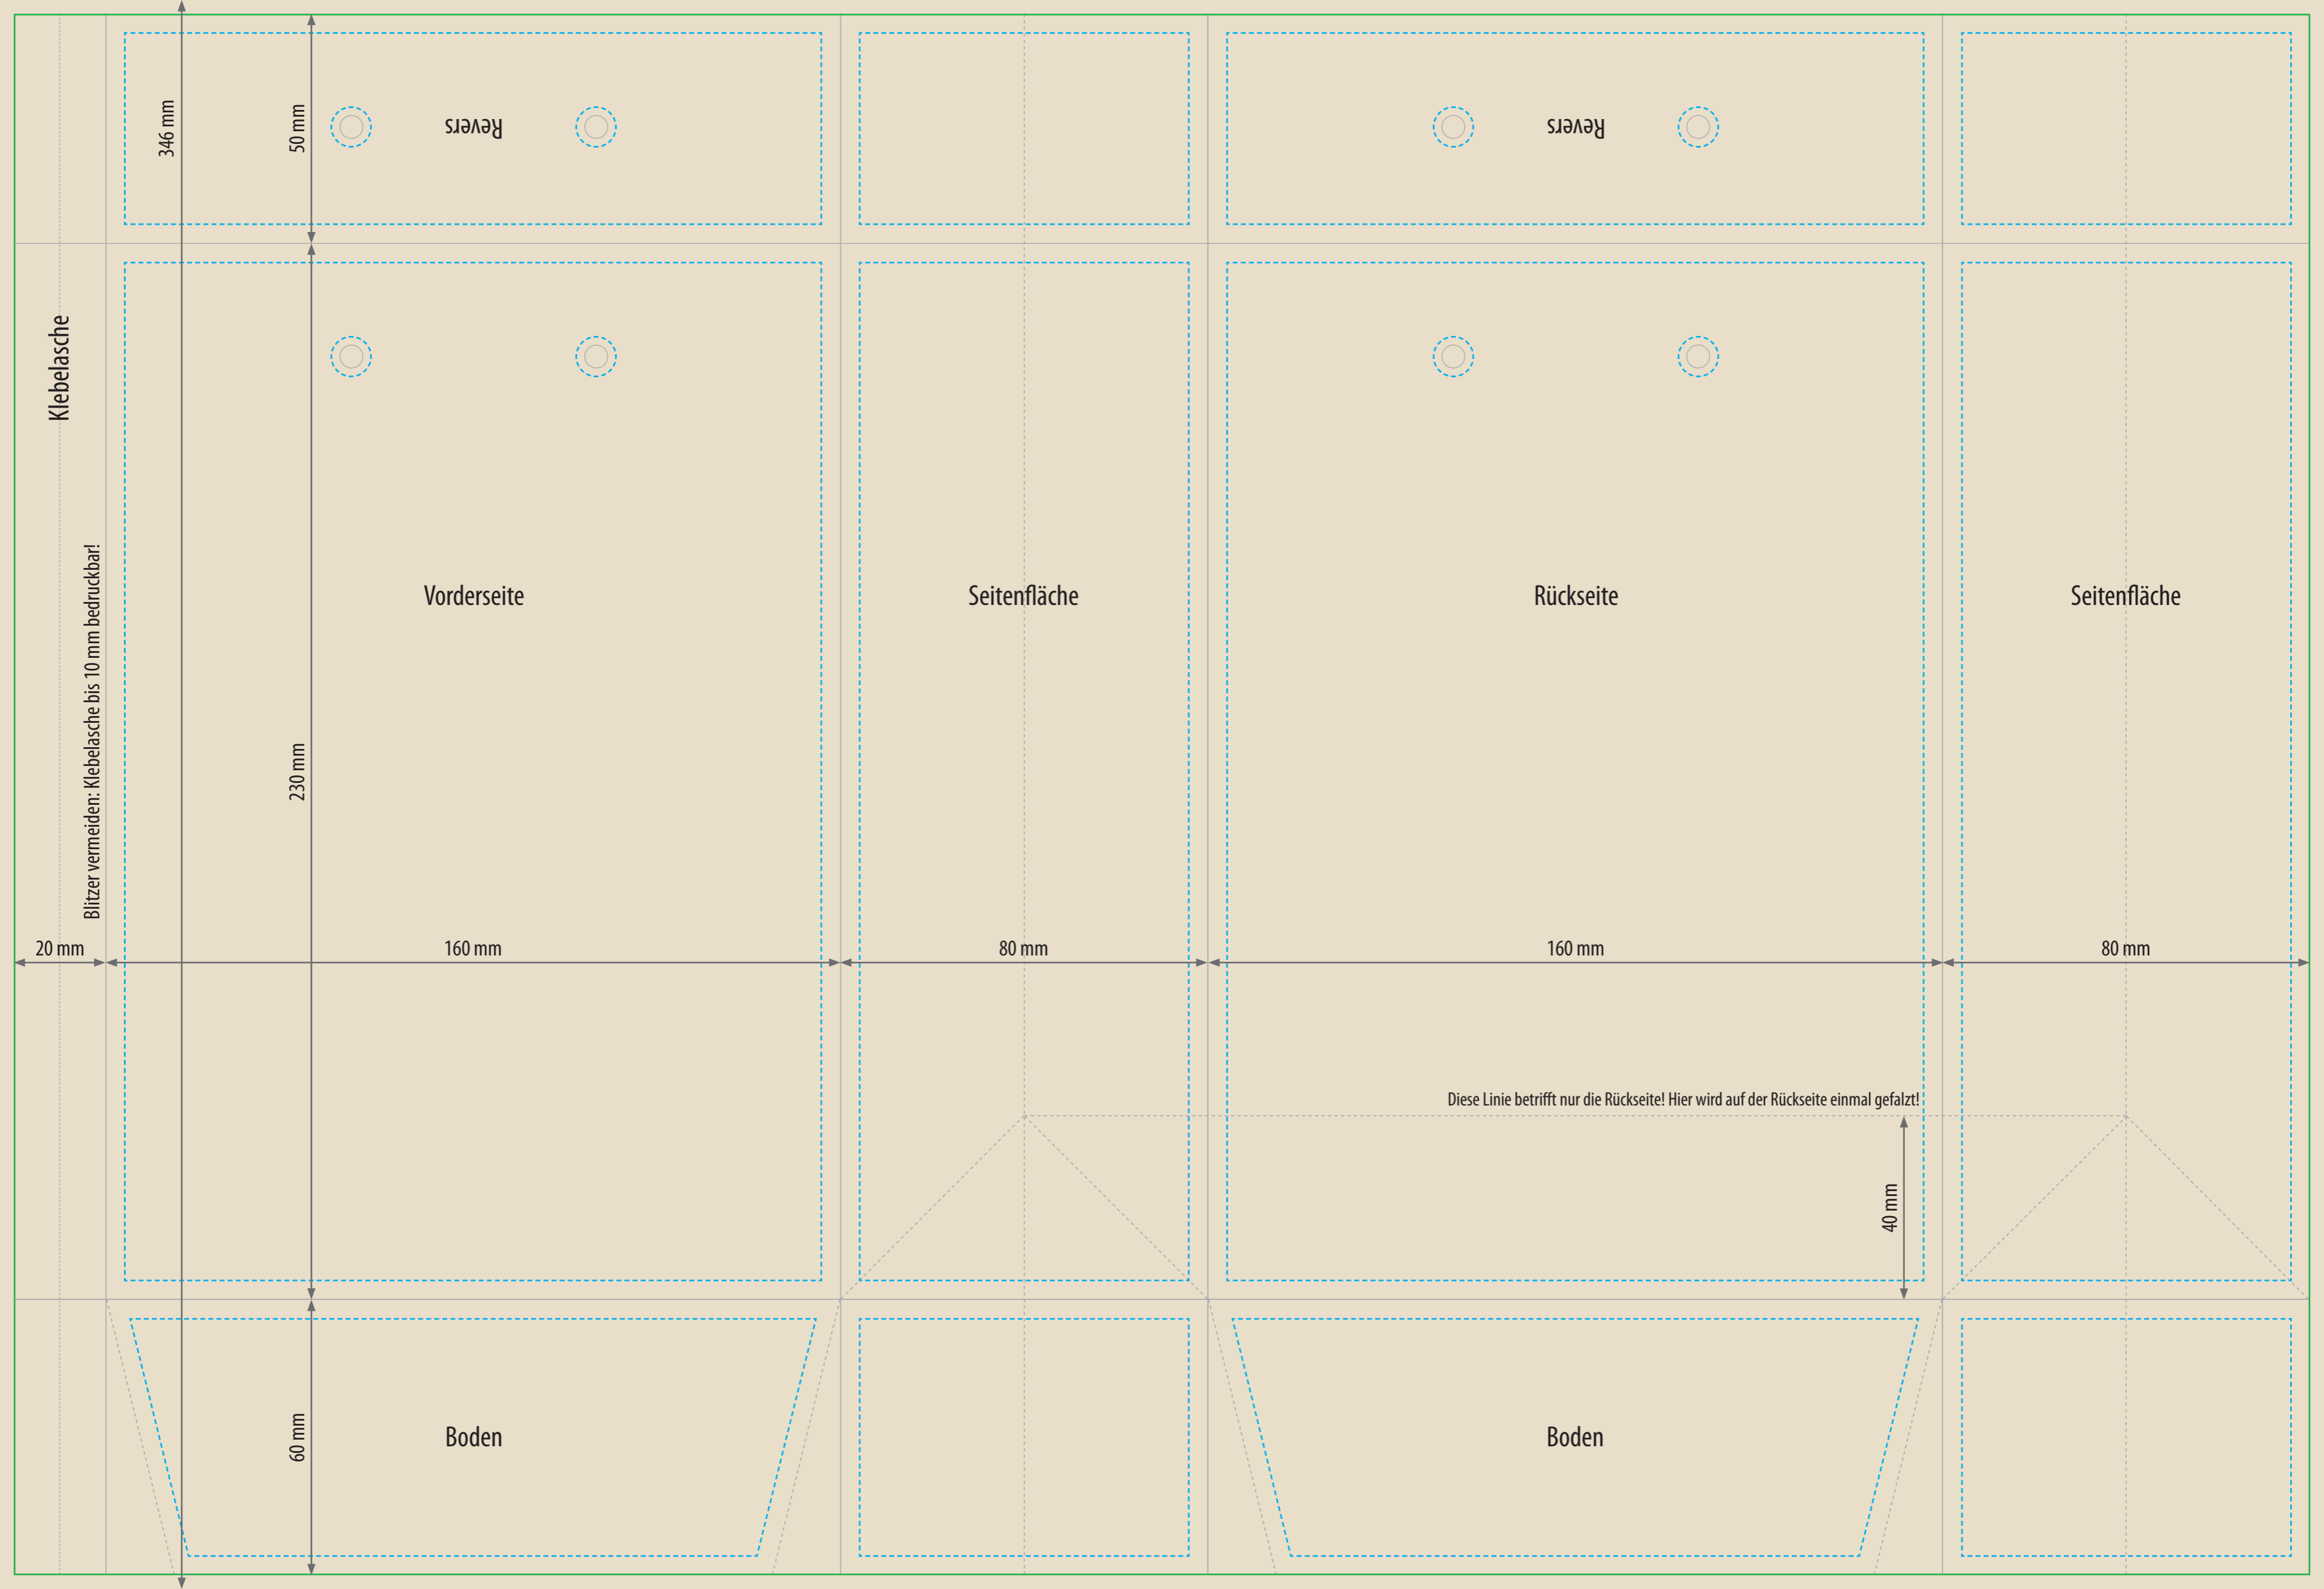 346 mm
50 mm
Revers
Revers
Klebelasche
Blitzer vermeiden: Klebelasche bis 10 mm bedruckbar!
Vorderseite
Seitenfläche
Rückseite
Seitenfläche
230 mm
20 mm
160 mm
80 mm
160 mm
80 mm
Diese Linie betrifft nur die Rückseite! Hier wird auf der Rückseite einmal gefalzt!
40 mm
60 mm
Boden
Boden